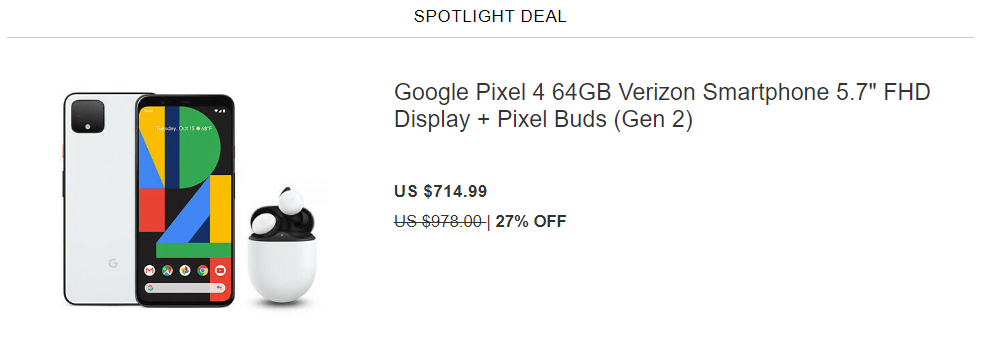 SPOTLIGHT DEAL
Google Pixel 4 64GB Verizon Smartphone 5.7" FHD
Display + Pixel Buds (Gen 2)
Tuesday, Oct 15 68°F
US $714.99
US $978.00 | 27% OFF
G